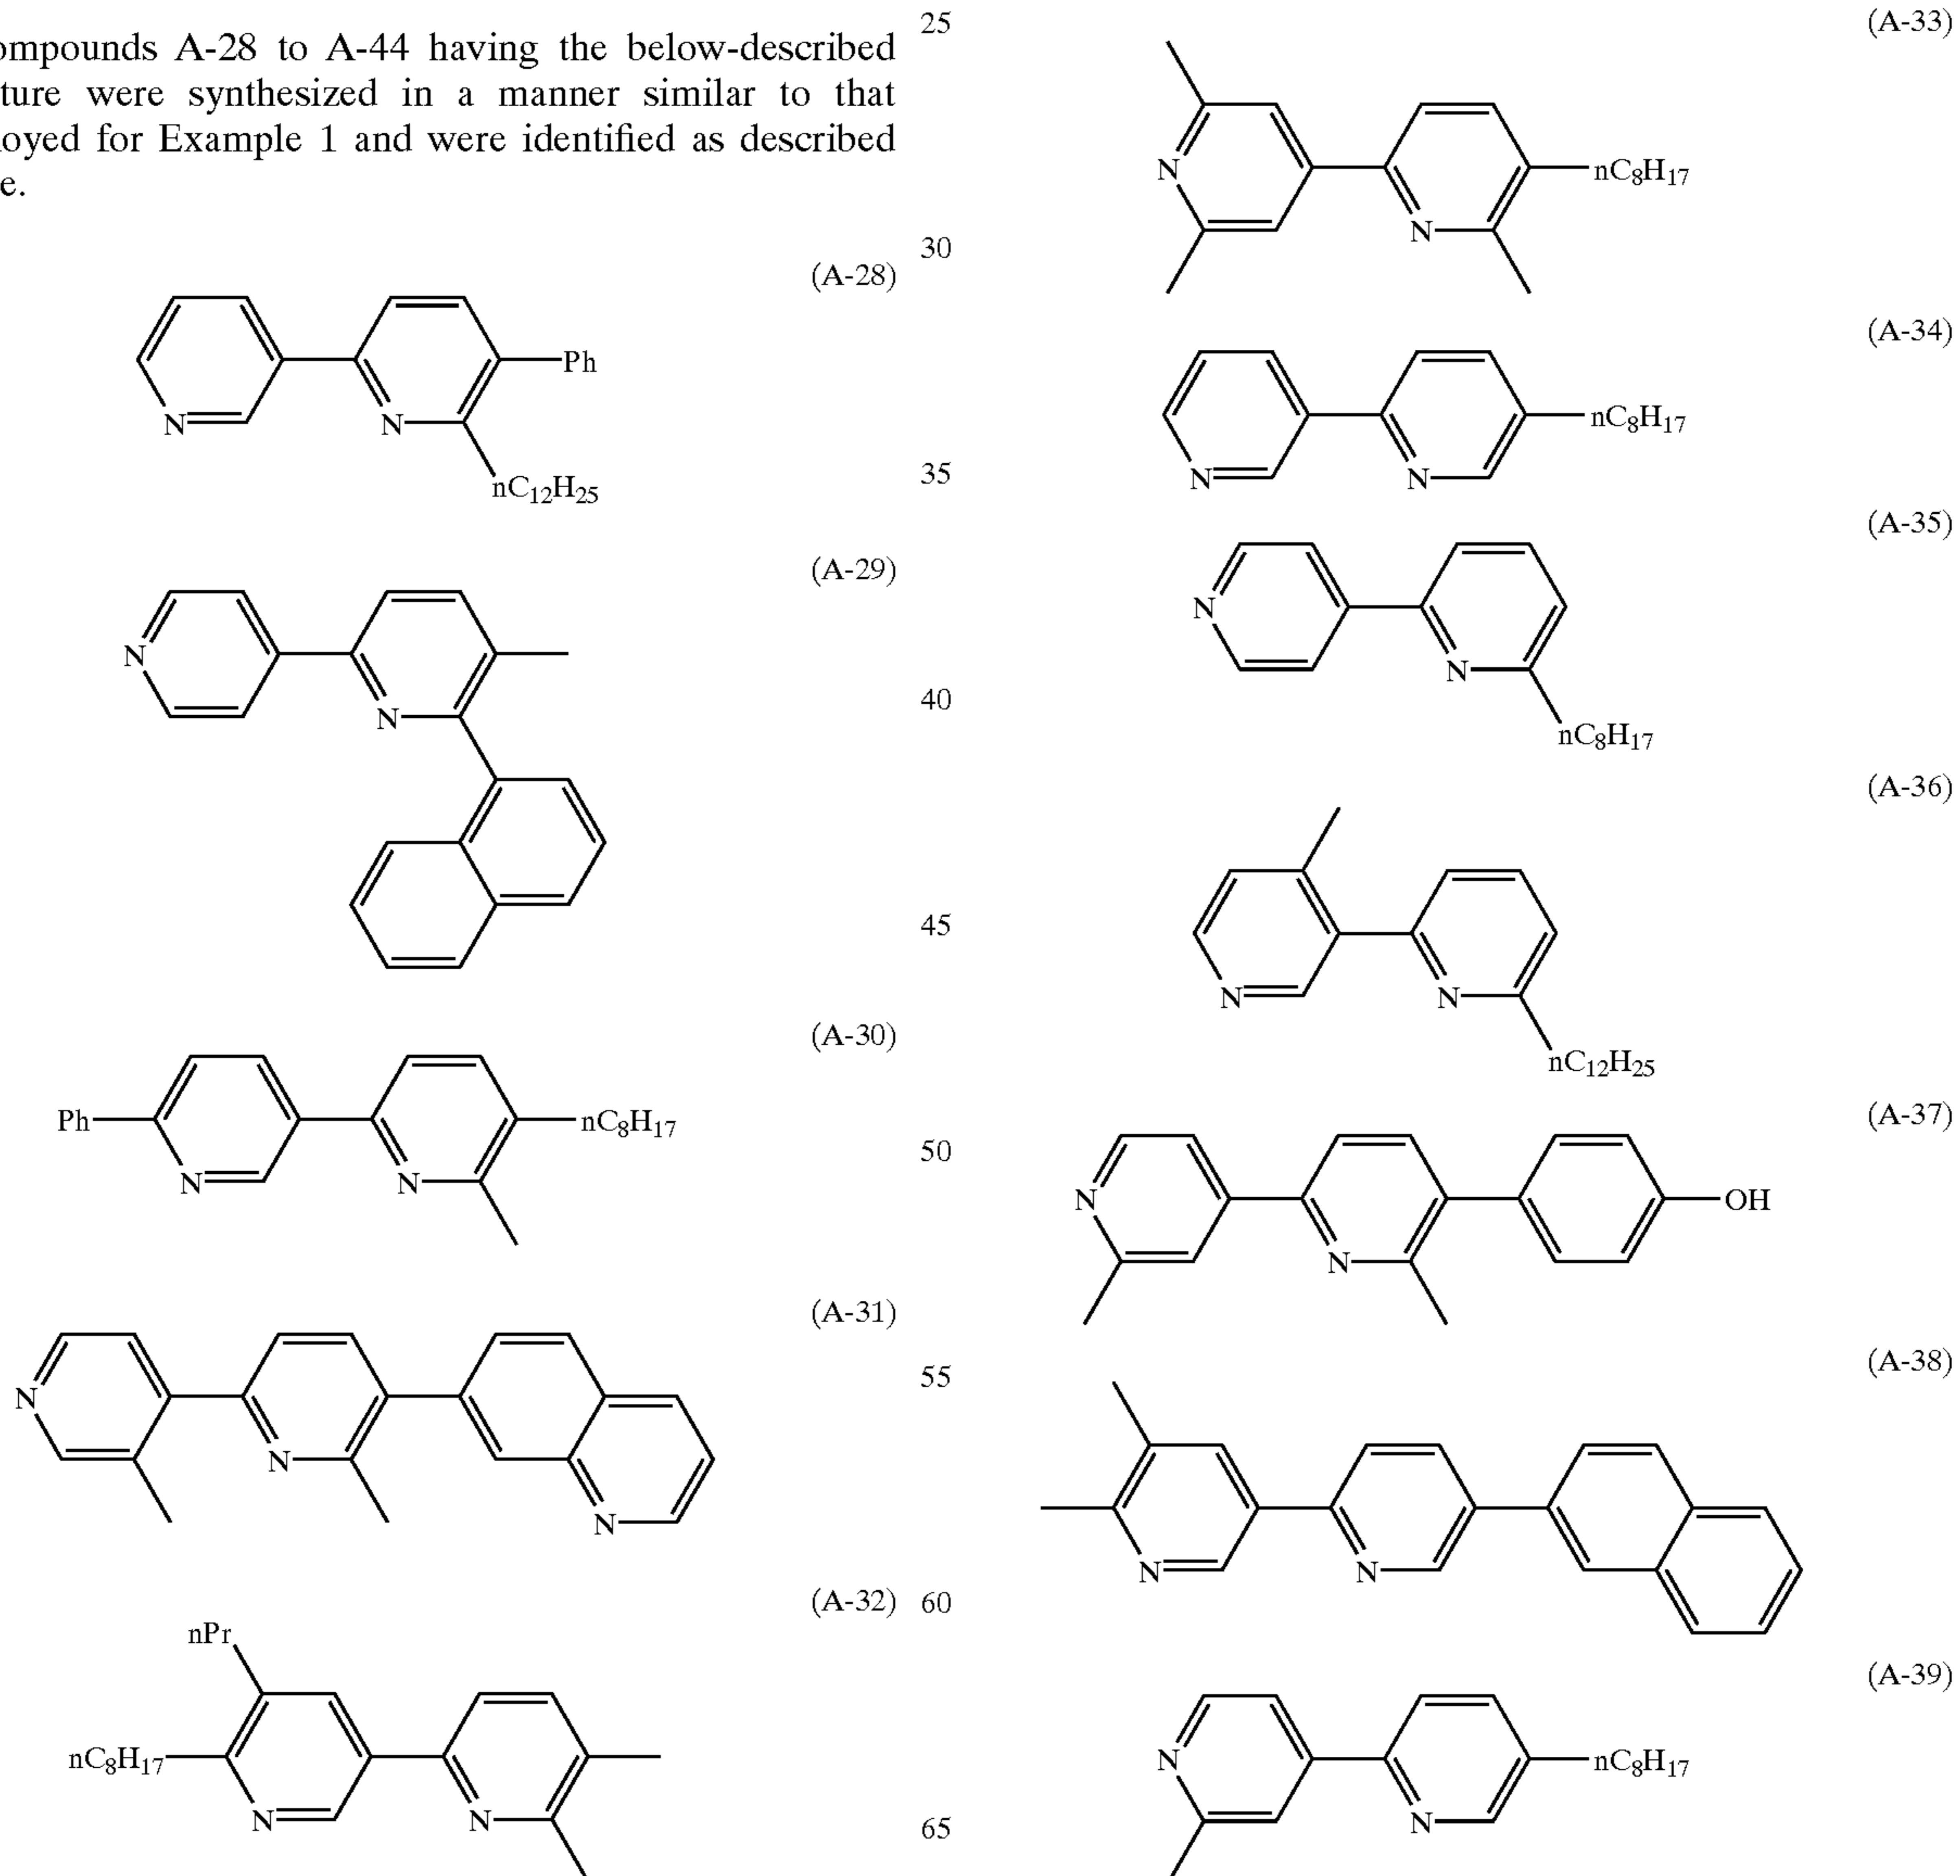 ompounds A-28 to A-44 having the below-described
ture were synthesized in a manner similar to that
loyed for Example 1 and were identified as described
e.
(A-28)
N
N
Ph
nC12H25
(A-29)
N
N
(A-30)
Ph
N
N
nC8H17
(A-31)
N
N
N
(A-32)
nPr
nC8H17
N
N
25
30
35
40
45
50
55
60
65
(A-33)
N
N
nC8H17
(A-34)
N
N
nC8H17
(A-35)
N
N
nC8H17
(A-36)
N
N
nC12H25
(A-37)
N
N
OH
(A-38)
N
N
(A-39)
N
N
nC8H17